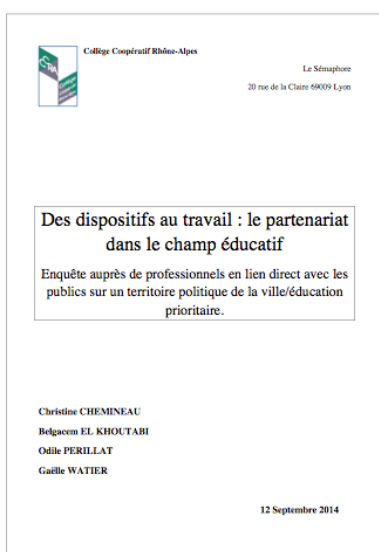 Collège Coopératif Rhône-Alpes
Le Sémaphore
20 rue de la Claire 69009 Lyon
Des dispositifs au travail : le partenariat
dans le champ éducatif
Enquête auprès de professionnels en lien direct avec les
publics sur un territoire politique de la ville/éducation
prioritaire.
Christine CHEMINEAU
Belgacem EL KHOUTABI
Odile PERILLAT
Gaëlle WATIER
12 Septembre 2014